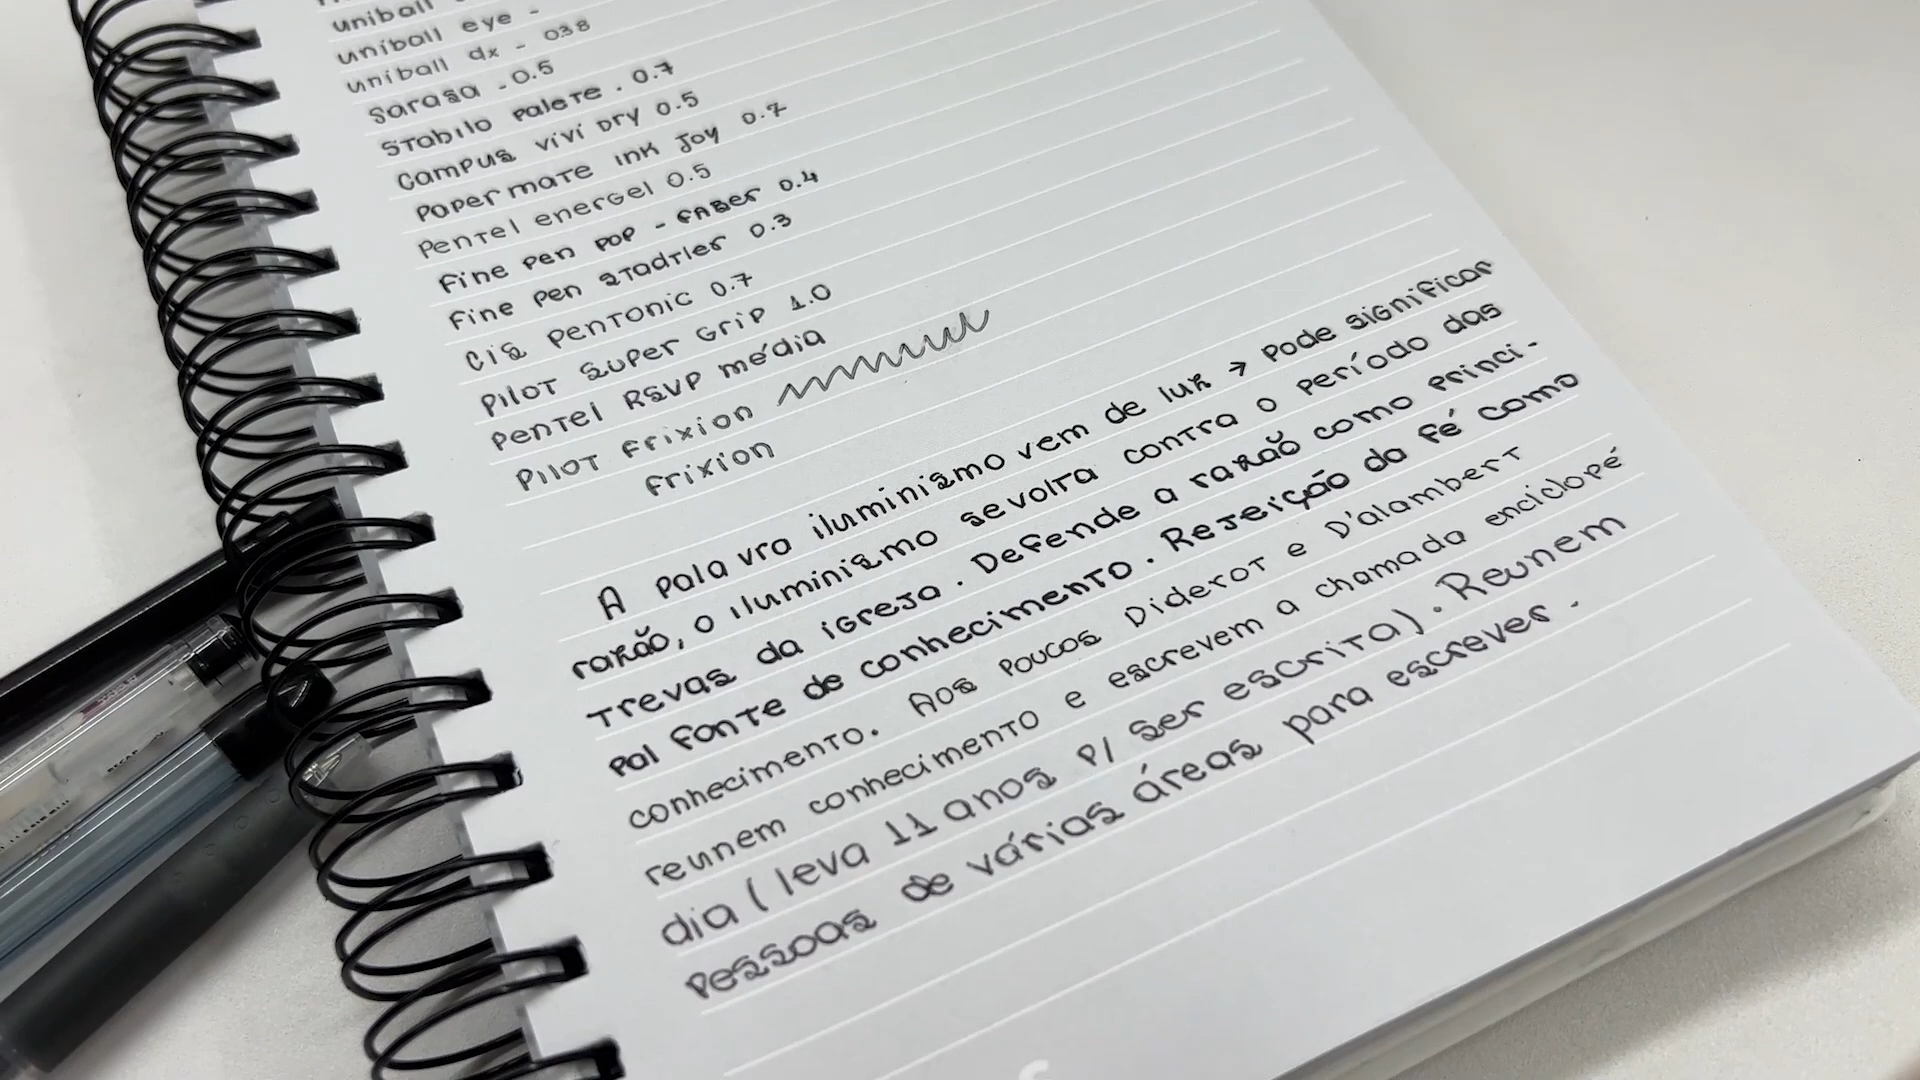 uniball
uniball eye -
uniball dx - 038
Sarasa - 0.5
Stabilo palete . 0.7
Campus vivi DRY 0.5
Papermate ink Joy 0.7
Pentel energel 0.5
fine pen pop - FABER 0.4
fine pen stadtler 0.3
Cis pentonic 0.7
PILOT Super Grip 1.0
Pentel RSVP média
PILOT frixion
frixion
A palavra iluminismo vem de luz → Pode significar
razão, o iluminismo se volta contra o período das
trevas da igreja. Defende a razão como princi-
pal fonte de conhecimento. Rejeição da fé como
conhecimento. Aos poucos Diderot e D'alambert
reunem conhecimento e escrevem a chamada enciclopé
dia (leva 11 anos p/ ser escrita). Reunem
pessoas de várias áreas para escrever.